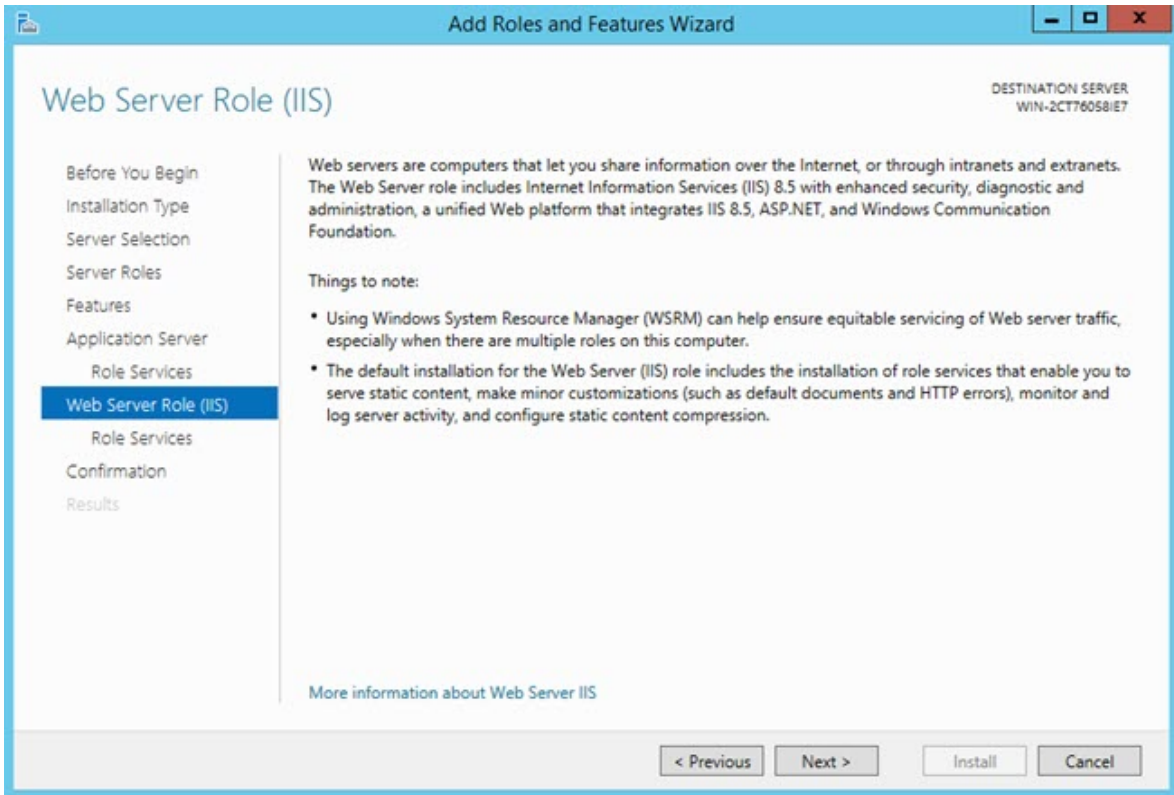 Add Roles and Features Wizard
Web Server Role (IIS)
DESTINATION SERVER
WIN-2CT76058IE7
Before You Begin
Installation Type
Server Selection
Server Roles
Features
Application Server
Role Services
Web Server Role (IIS)
Role Services
Confirmation
Results
Web servers are computers that let you share information over the Internet, or through intranets and extranets.
The Web Server role includes Internet Information Services (IIS) 8.5 with enhanced security, diagnostic and
administration, a unified Web platform that integrates IIS 8.5, ASP.NET, and Windows Communication
Foundation.
Things to note:
• Using Windows System Resource Manager (WSRM) can help ensure equitable servicing of Web server traffic,
especially when there are multiple roles on this computer.
• The default installation for the Web Server (IIS) role includes the installation of role services that enable you to
serve static content, make minor customizations (such as default documents and HTTP errors), monitor and
log server activity, and configure static content compression.
More information about Web Server IIS
< Previous
Next >
Install
Cancel